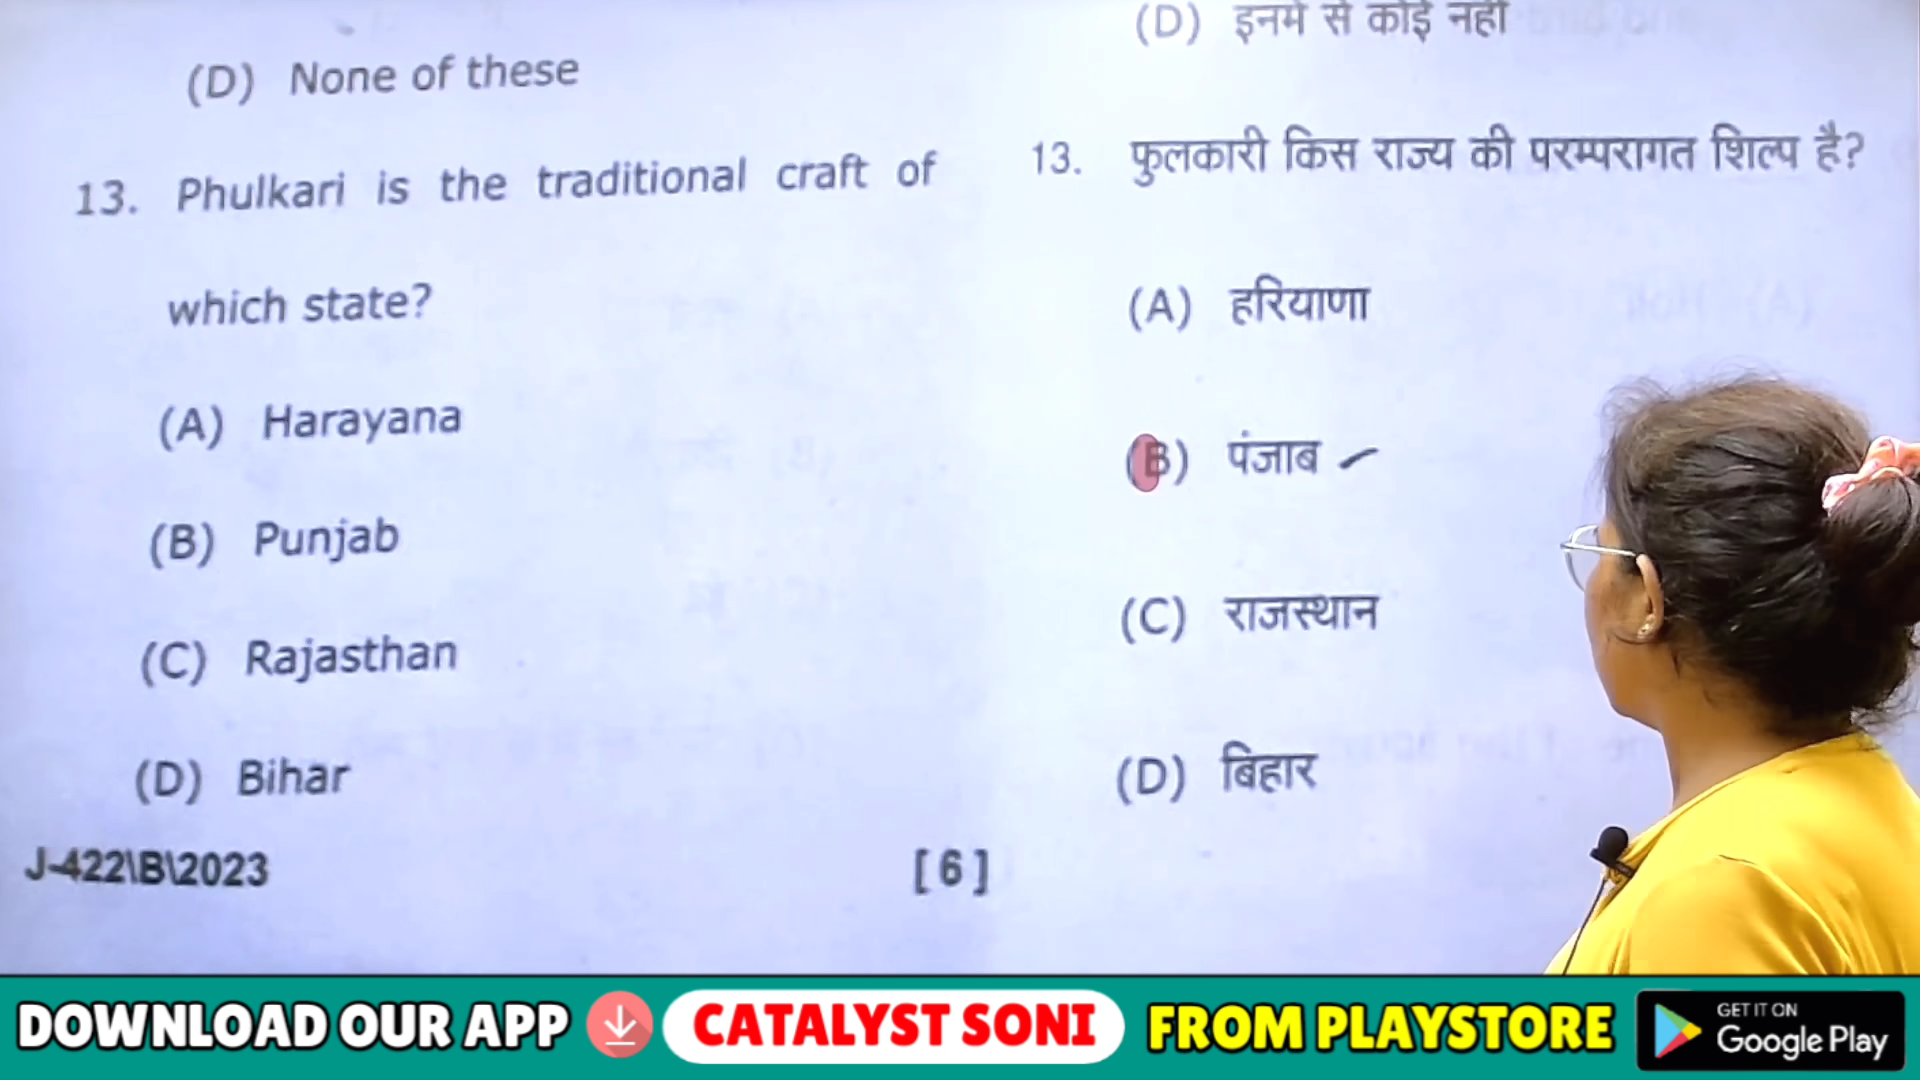 (D) None of these
13. Phulkari is the traditional craft of
which state?
(A) Harayana
(B) Punjab
(C) Rajasthan
(D) Bihar
J-422\B\2023
[ 6 ]
(D) इनमें से कोई नहीं
13. फुलकारी किस राज्य की परम्परागत शिल्प है?
(A) हरियाणा
(B) पंजाब
(C) राजस्थान
(D) बिहार
DOWNLOAD OUR APP CATALYST SONI FROM PLAYSTORE
GET IT ON
Google Play